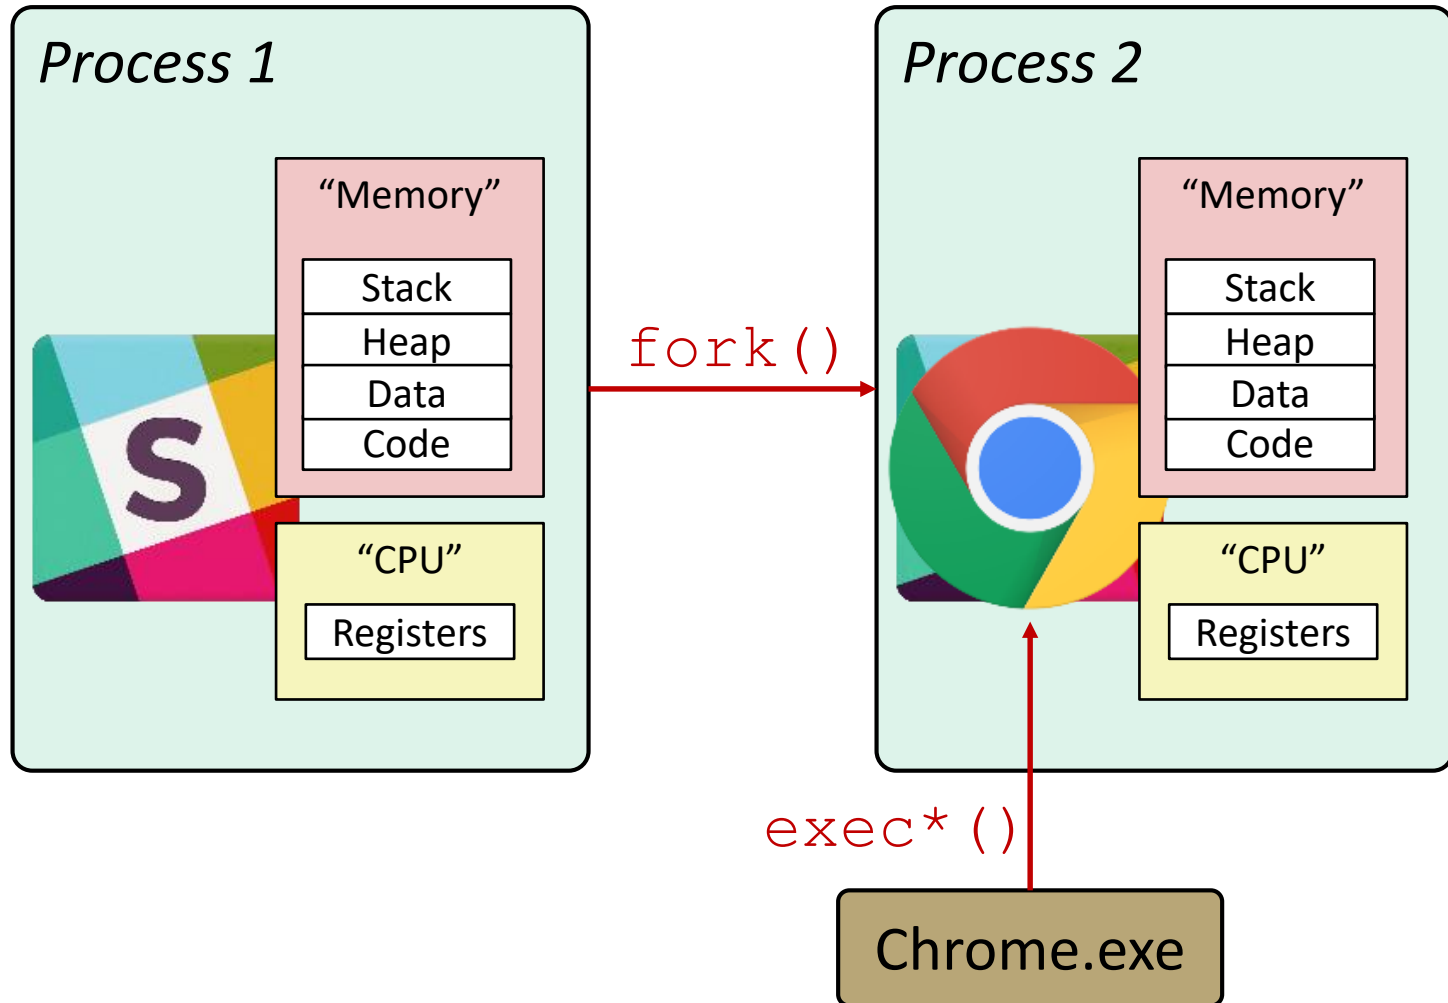 Process 1
“Memory”
Stack
Heap
Data
Code
S
“CPU”
Registers
fork()
Process 2
“Memory”
Stack
Heap
Data
Code
“CPU”
Registers
exec*()
Chrome.exe